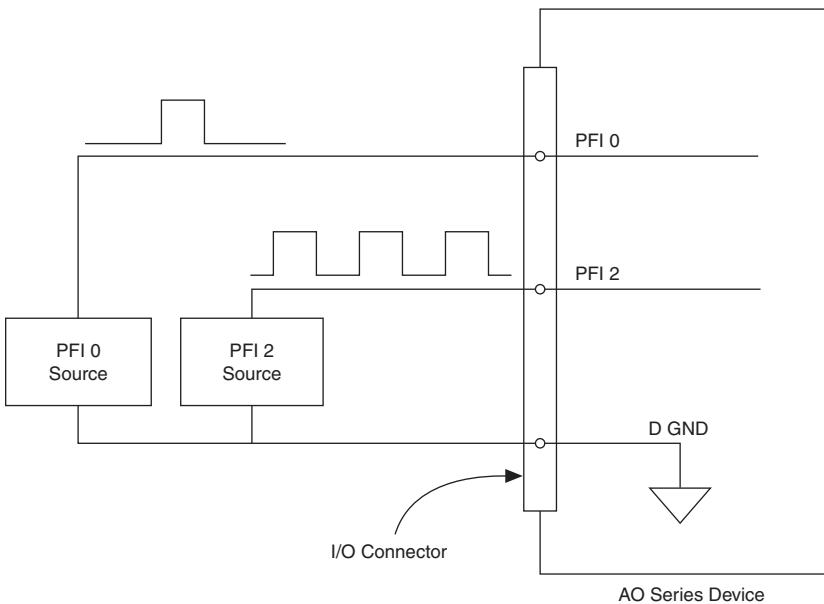 PFI 0
PFI 2
PFI 0
Source
PFI 2
Source
D GND
I/O Connector
AO Series Device